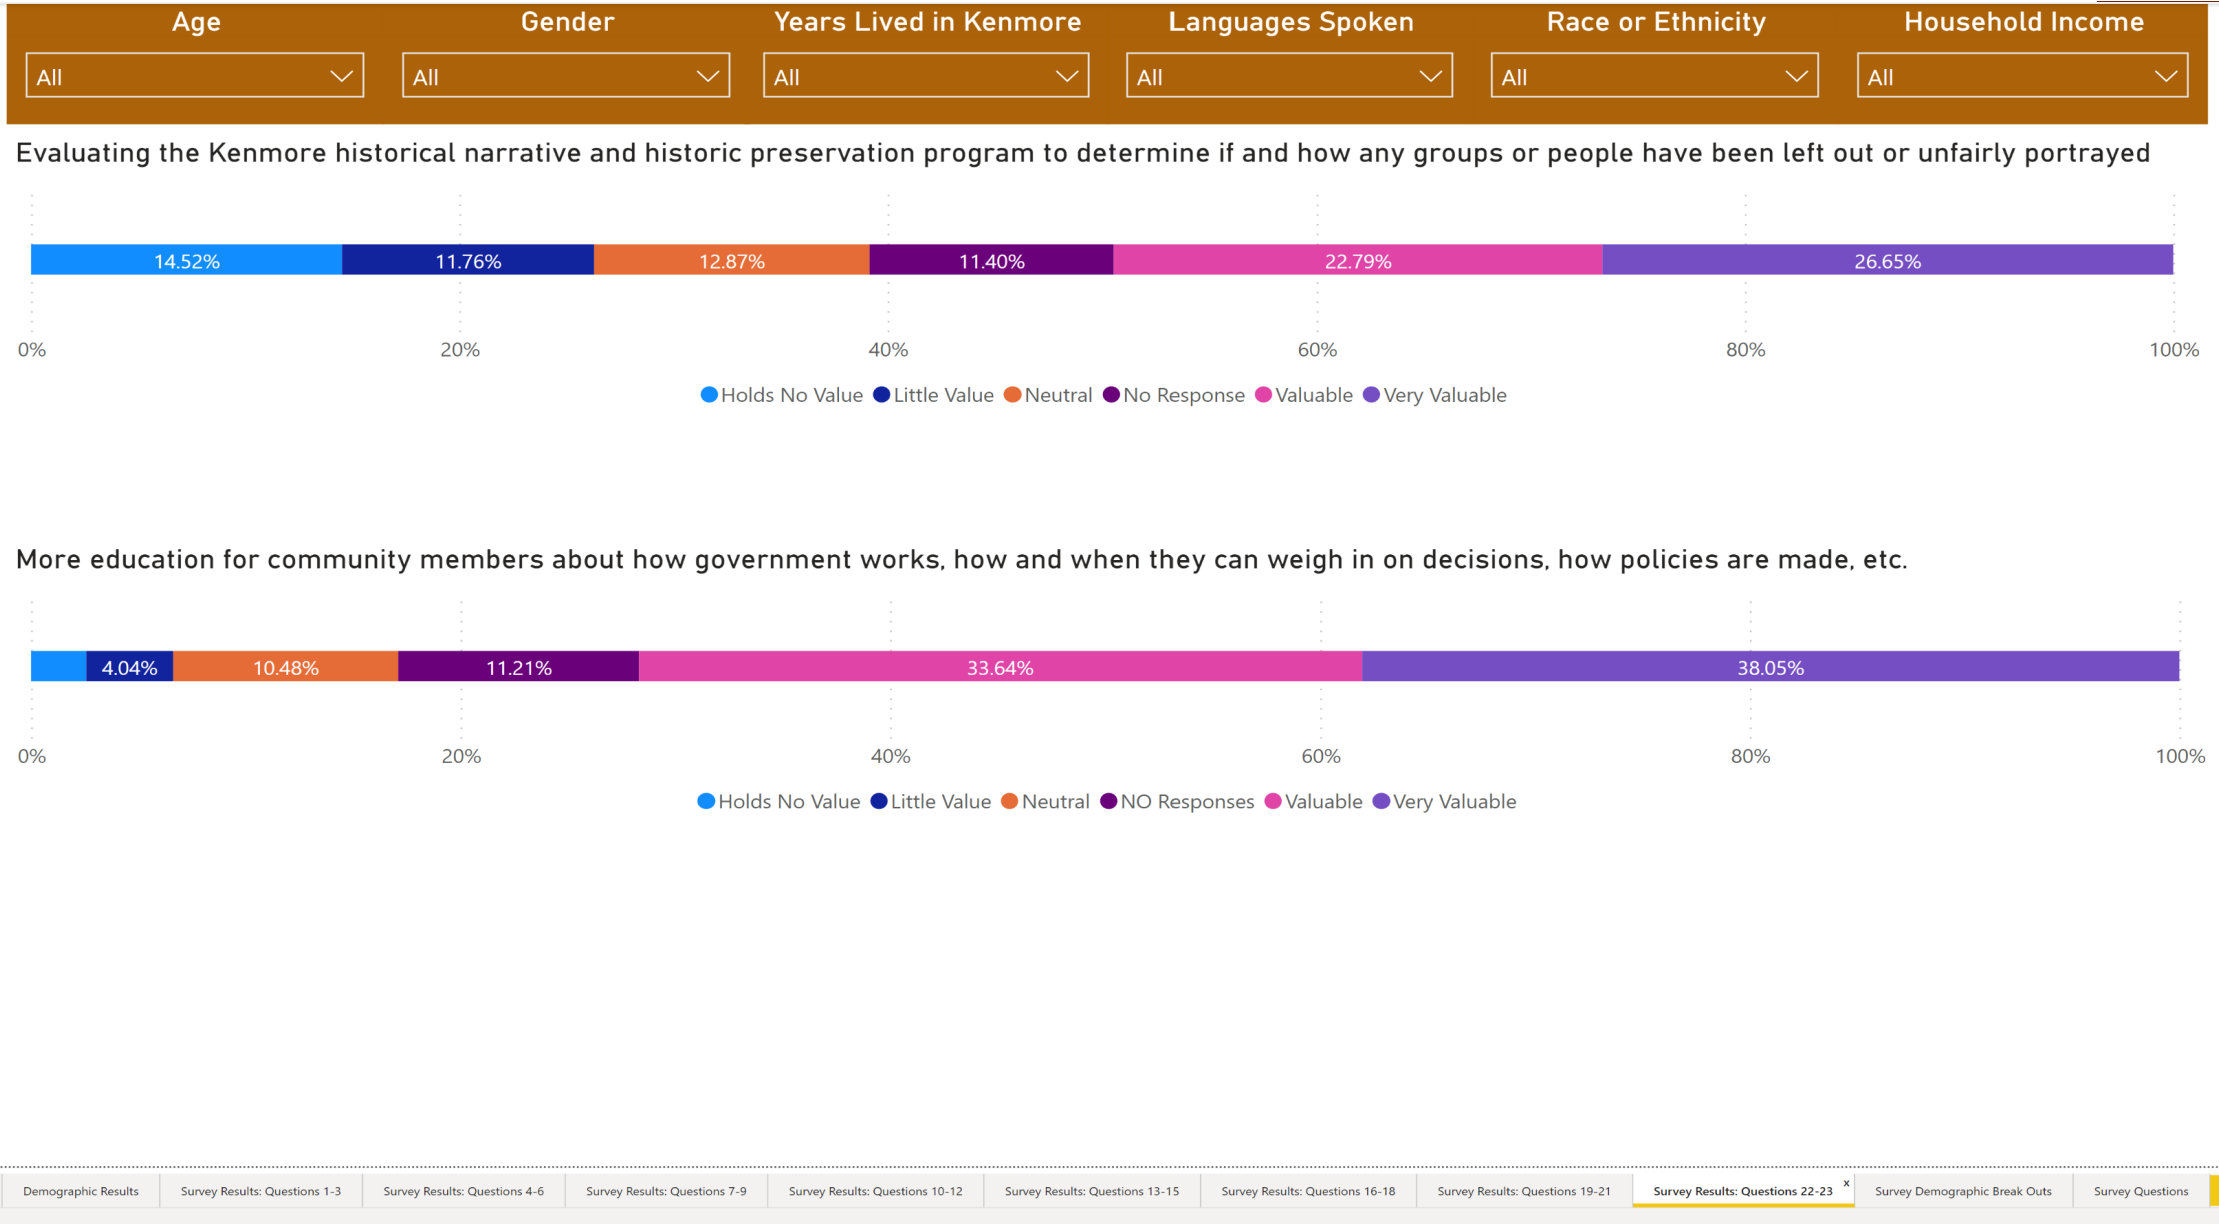 Age Gender Years Lived in Kenmore Languages Spoken Race or Ethnicity Household Income
All All All All All All
Evaluating the Kenmore historical narrative and historic preservation program to determine if and how any groups or people have been left out or unfairly portrayed
14.52% 11.76% 12.87% 11.40% 22.79% 26.65%
0% 20% 40% 60% 80% 100%
Holds No Value Little Value Neutral No Response Valuable Very Valuable
More education for community members about how government works, how and when they can weigh in on decisions, how policies are made, etc.
4.04% 10.48% 11.21% 33.64% 38.05%
0% 20% 40% 60% 80% 100%
Holds No Value Little Value Neutral NO Responses Valuable Very Valuable
Demographic Results Survey Results: Questions 1-3 Survey Results: Questions 4-6 Survey Results: Questions 7-9 Survey Results: Questions 10-12 Survey Results: Questions 13-15 Survey Results: Questions 16-18 Survey Results: Questions 19-21 Survey Results: Questions 22-23 x Survey Demographic Break Outs Survey Questions